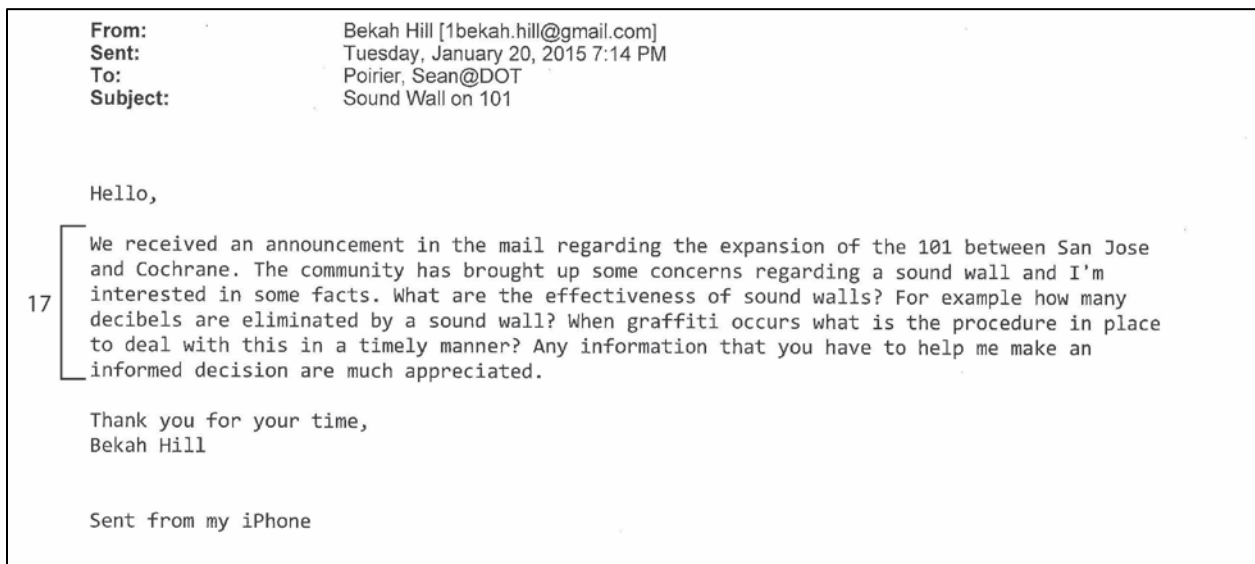 From: Bekah Hill [1bekah.hill@gmail.com]
Sent: Tuesday, January 20, 2015 7:14 PM
To: Poirier, Sean@DOT
Subject: Sound Wall on 101
Hello,
We received an announcement in the mail regarding the expansion of the 101 between San Jose
and Cochrane. The community has brought up some concerns regarding a sound wall and I'm
17 interested in some facts. What are the effectiveness of sound walls? For example how many
decibels are eliminated by a sound wall? When graffiti occurs what is the procedure in place
to deal with this in a timely manner? Any information that you have to help me make an
informed decision are much appreciated.
Thank you for your time,
Bekah Hill
Sent from my iPhone